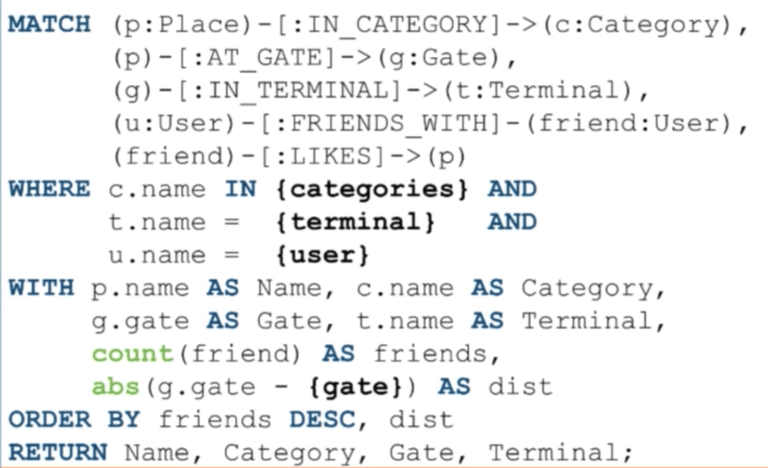 MATCH (p:Place)-[:IN_CATEGORY]->(c:Category),
(p)-[:AT_GATE]->(g:Gate),
(g)-[:IN_TERMINAL]->(t:Terminal),
(u:User)-[:FRIENDS_WITH]-(friend:User),
(friend)-[:LIKES]->(p)
WHERE c.name IN {categories} AND
t.name = {terminal} AND
u.name = {user}
WITH p.name AS Name, c.name AS Category,
g.gate AS Gate, t.name AS Terminal,
count(friend) AS friends,
abs(g.gate - {gate}) AS dist
ORDER BY friends DESC, dist
RETURN Name, Category, Gate, Terminal;